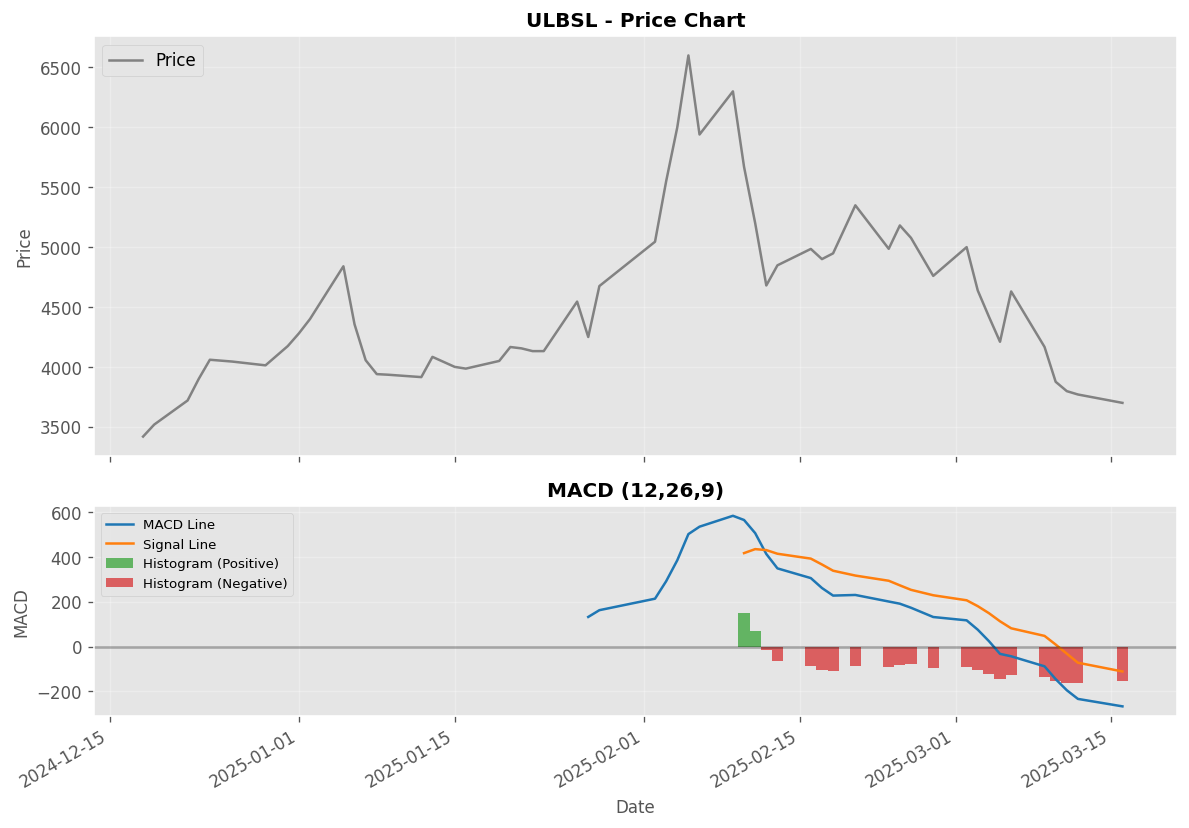 ULBSL - Price Chart
Price
6500
6000
5500
5000
4500
4000
3500
Price
MACD (12,26,9)
MACD Line
Signal Line
Histogram (Positive)
Histogram (Negative)
600
400
200
0
−200
MACD
2024-12-15
2025-01-01
2025-01-15
2025-02-01
2025-02-15
2025-03-01
2025-03-15
Date